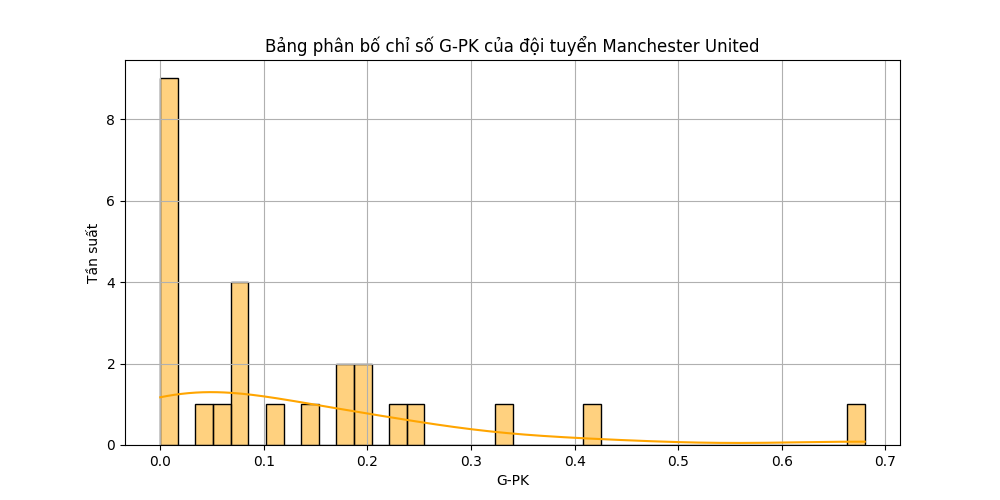 Bảng phân bố chỉ số G-PK của đội tuyển Manchester United
Tần suất
8
6
4
2
0
0.0 0.1 0.2 0.3 0.4 0.5 0.6 0.7
G-PK